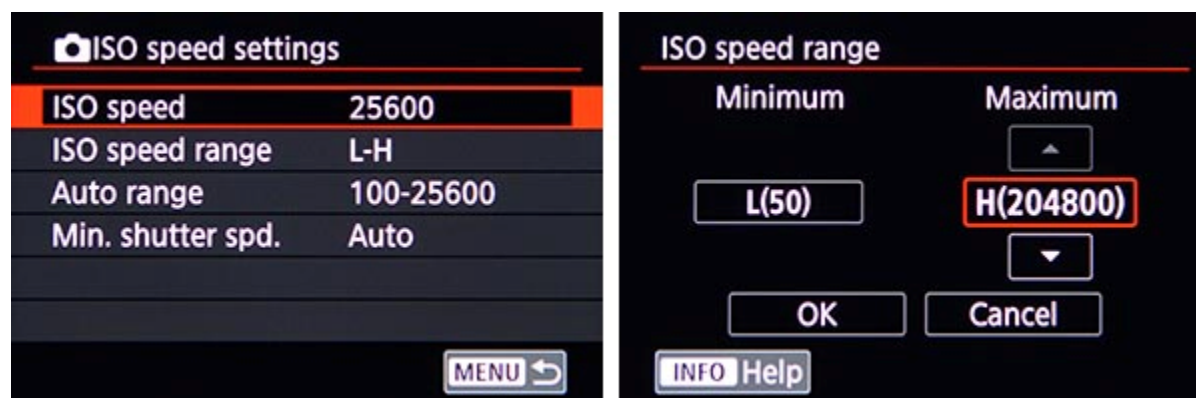 ISO speed settings
ISO speed 25600
ISO speed range L-H
Auto range 100-25600
Min. shutter spd. Auto
MENU
ISO speed range
Minimum Maximum
L(50) H(204800)
OK Cancel
INFO Help